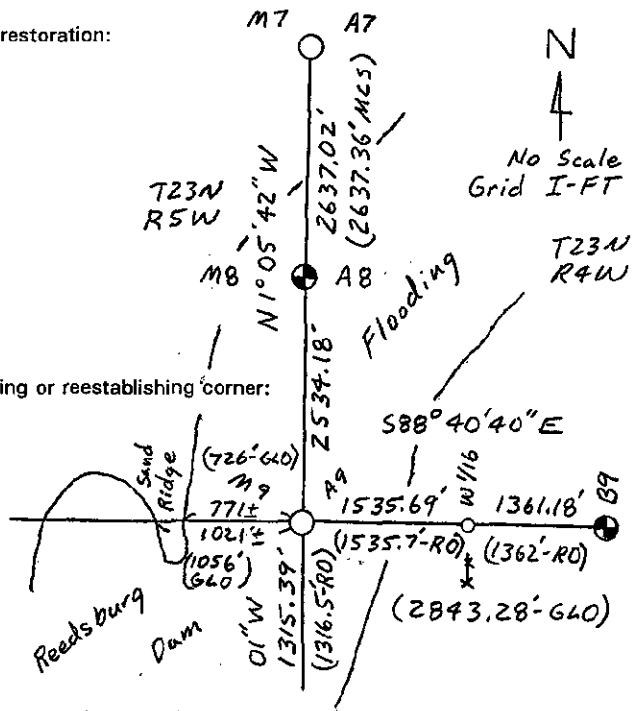 restoration:
M7 A7
N
No Scale
Grid I-FT
T23N
R5W
N1°05'42"W
2637.02'
(2637.36' MCS)
T23N
R4W
M8 A8
Flooding
2534.18'
ing or reestablishing corner:
S88°40'40"E
Sand
Ridge
(726'-GLO)
M9
A9
771±
1021'±
(1056'
GLO)
1535.69'
(1535.7'-RO)
W 1/16
1361.18'
(1362'-RO)
B9
(2843.28'-GLO)
01"W
1315.39'
(1316.5'-RO)
Reedsburg
Dam